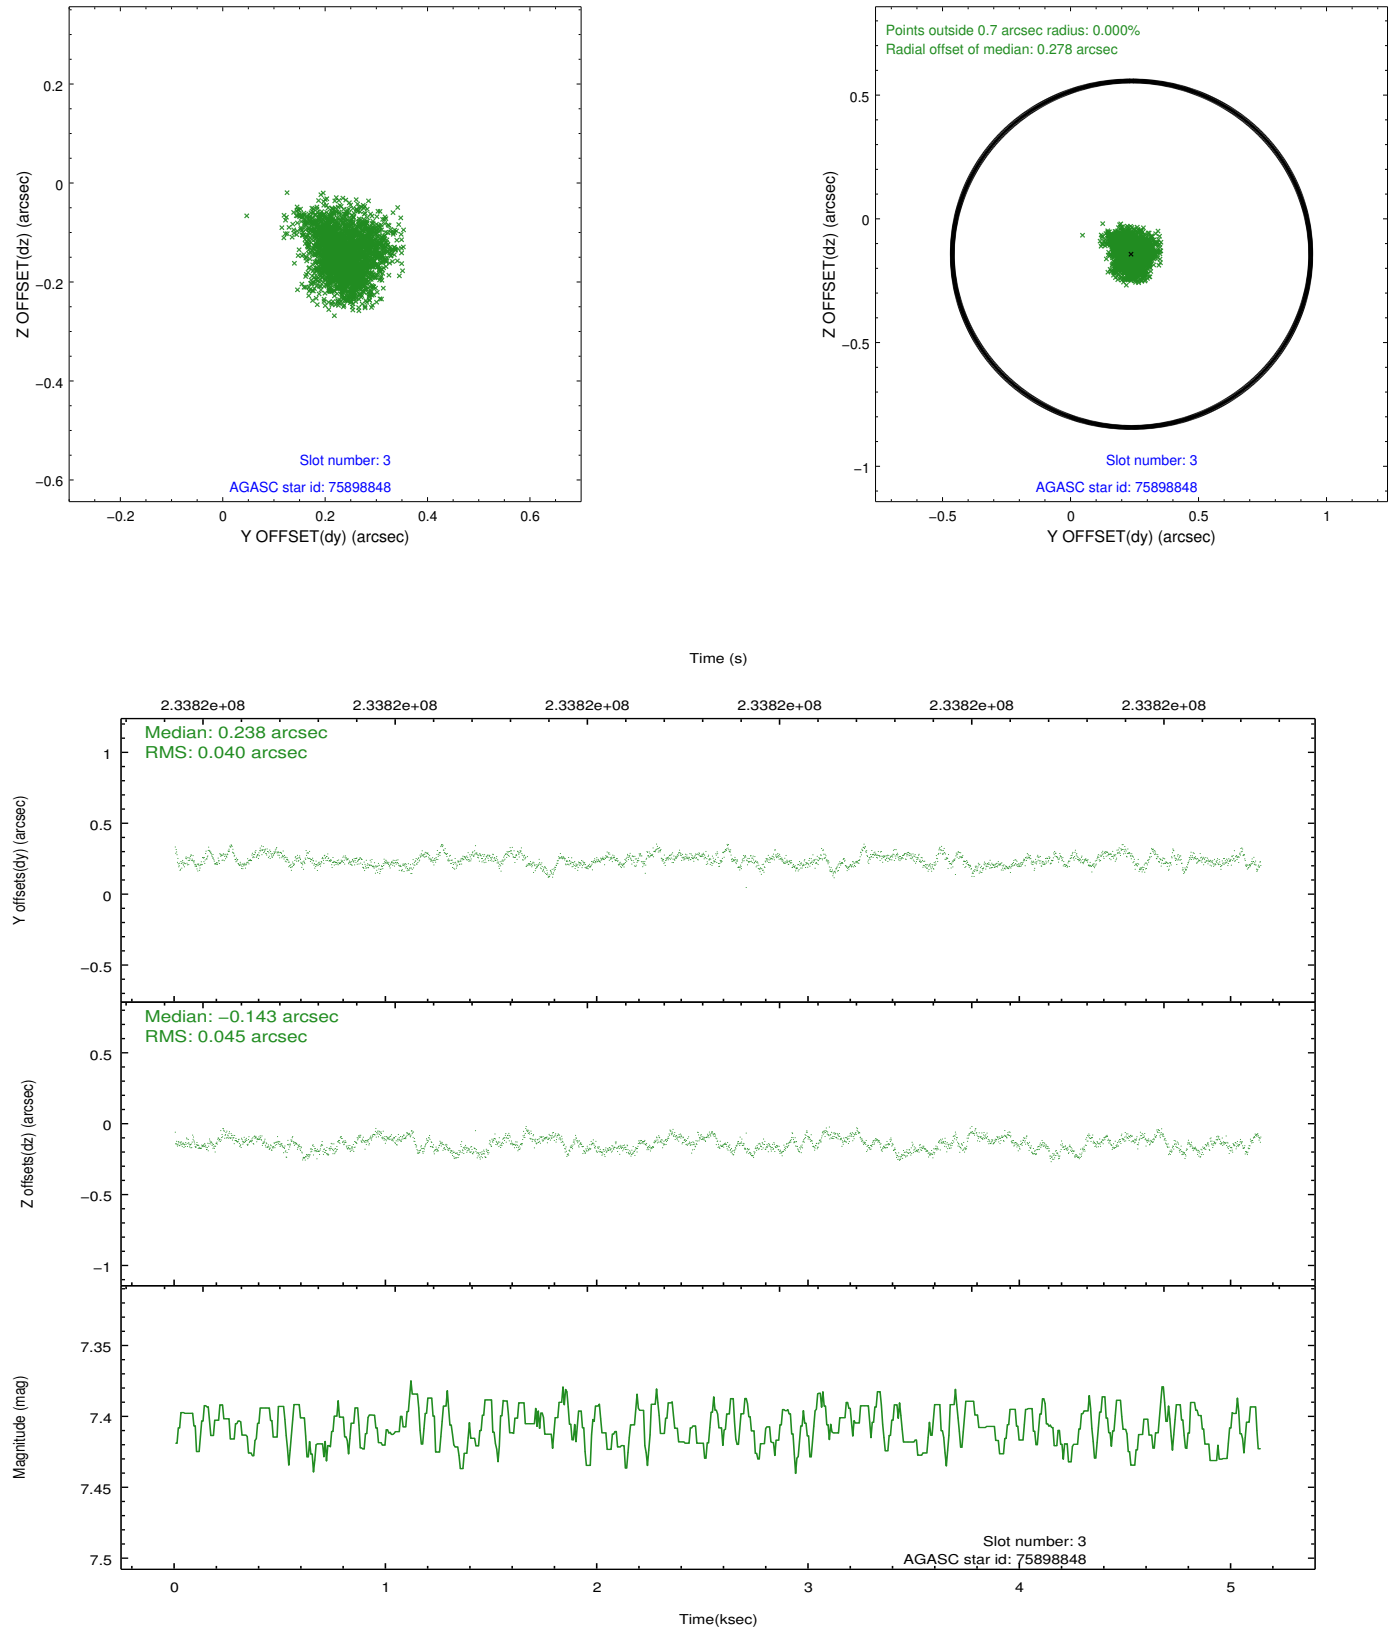 0.2
0
−0.2
−0.4
−0.6
Z OFFSET(dz) (arcsec)
Slot number: 3
AGASC star id: 75898848
−0.2
0
0.2
0.4
0.6
Y OFFSET(dy) (arcsec)
Points outside 0.7 arcsec radius: 0.000%
Radial offset of median: 0.278 arcsec
0.5
0
−0.5
−1
Z OFFSET(dz) (arcsec)
Slot number: 3
AGASC star id: 75898848
−0.5
0
0.5
1
Y OFFSET(dy) (arcsec)
Time (s)
2.3382e+08
2.3382e+08
2.3382e+08
2.3382e+08
2.3382e+08
2.3382e+08
Median: 0.238 arcsec
RMS: 0.040 arcsec
1
0.5
0
−0.5
Y offsets(dy) (arcsec)
Median: −0.143 arcsec
RMS: 0.045 arcsec
0.5
0
−0.5
−1
Z offsets(dz) (arcsec)
7.35
7.4
7.45
7.5
Magnitude (mag)
Slot number: 3
AGASC star id: 75898848
0
1
2
3
4
5
Time(ksec)